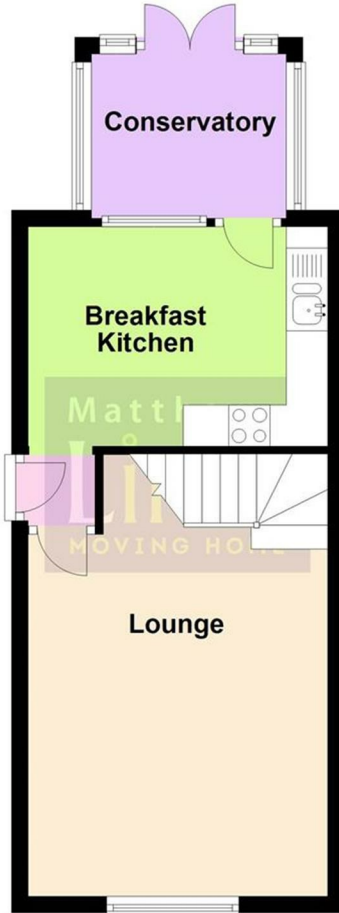 Conservatory
Breakfast
Kitchen
MOVING HOME
Lounge